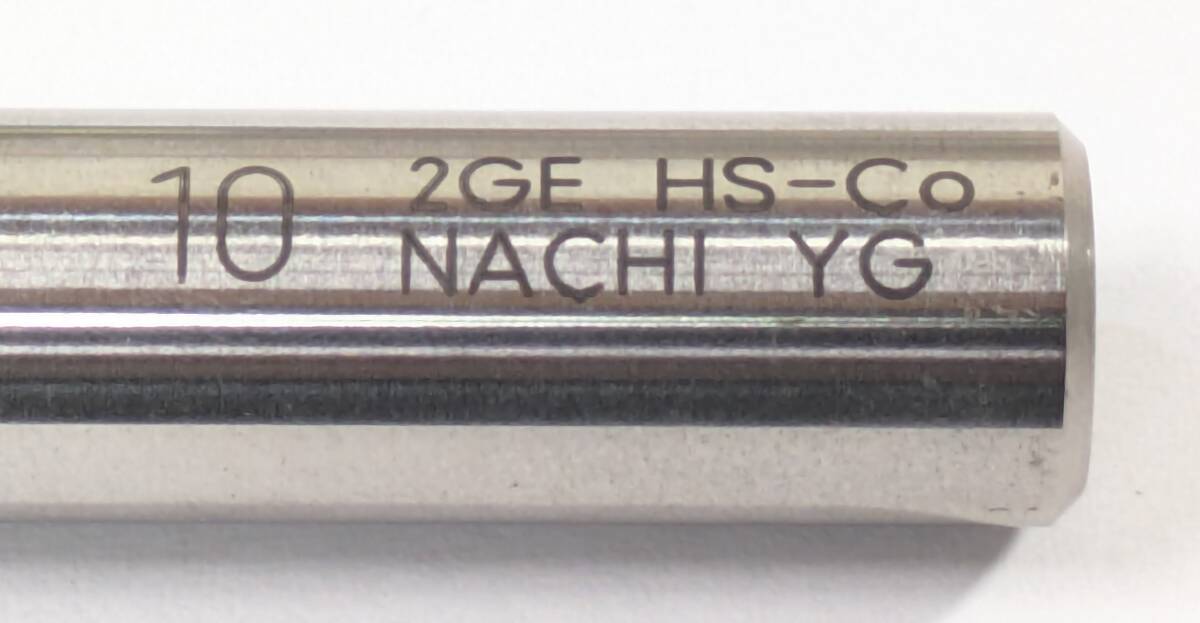 10
2GE HS-Co
NACHI YG